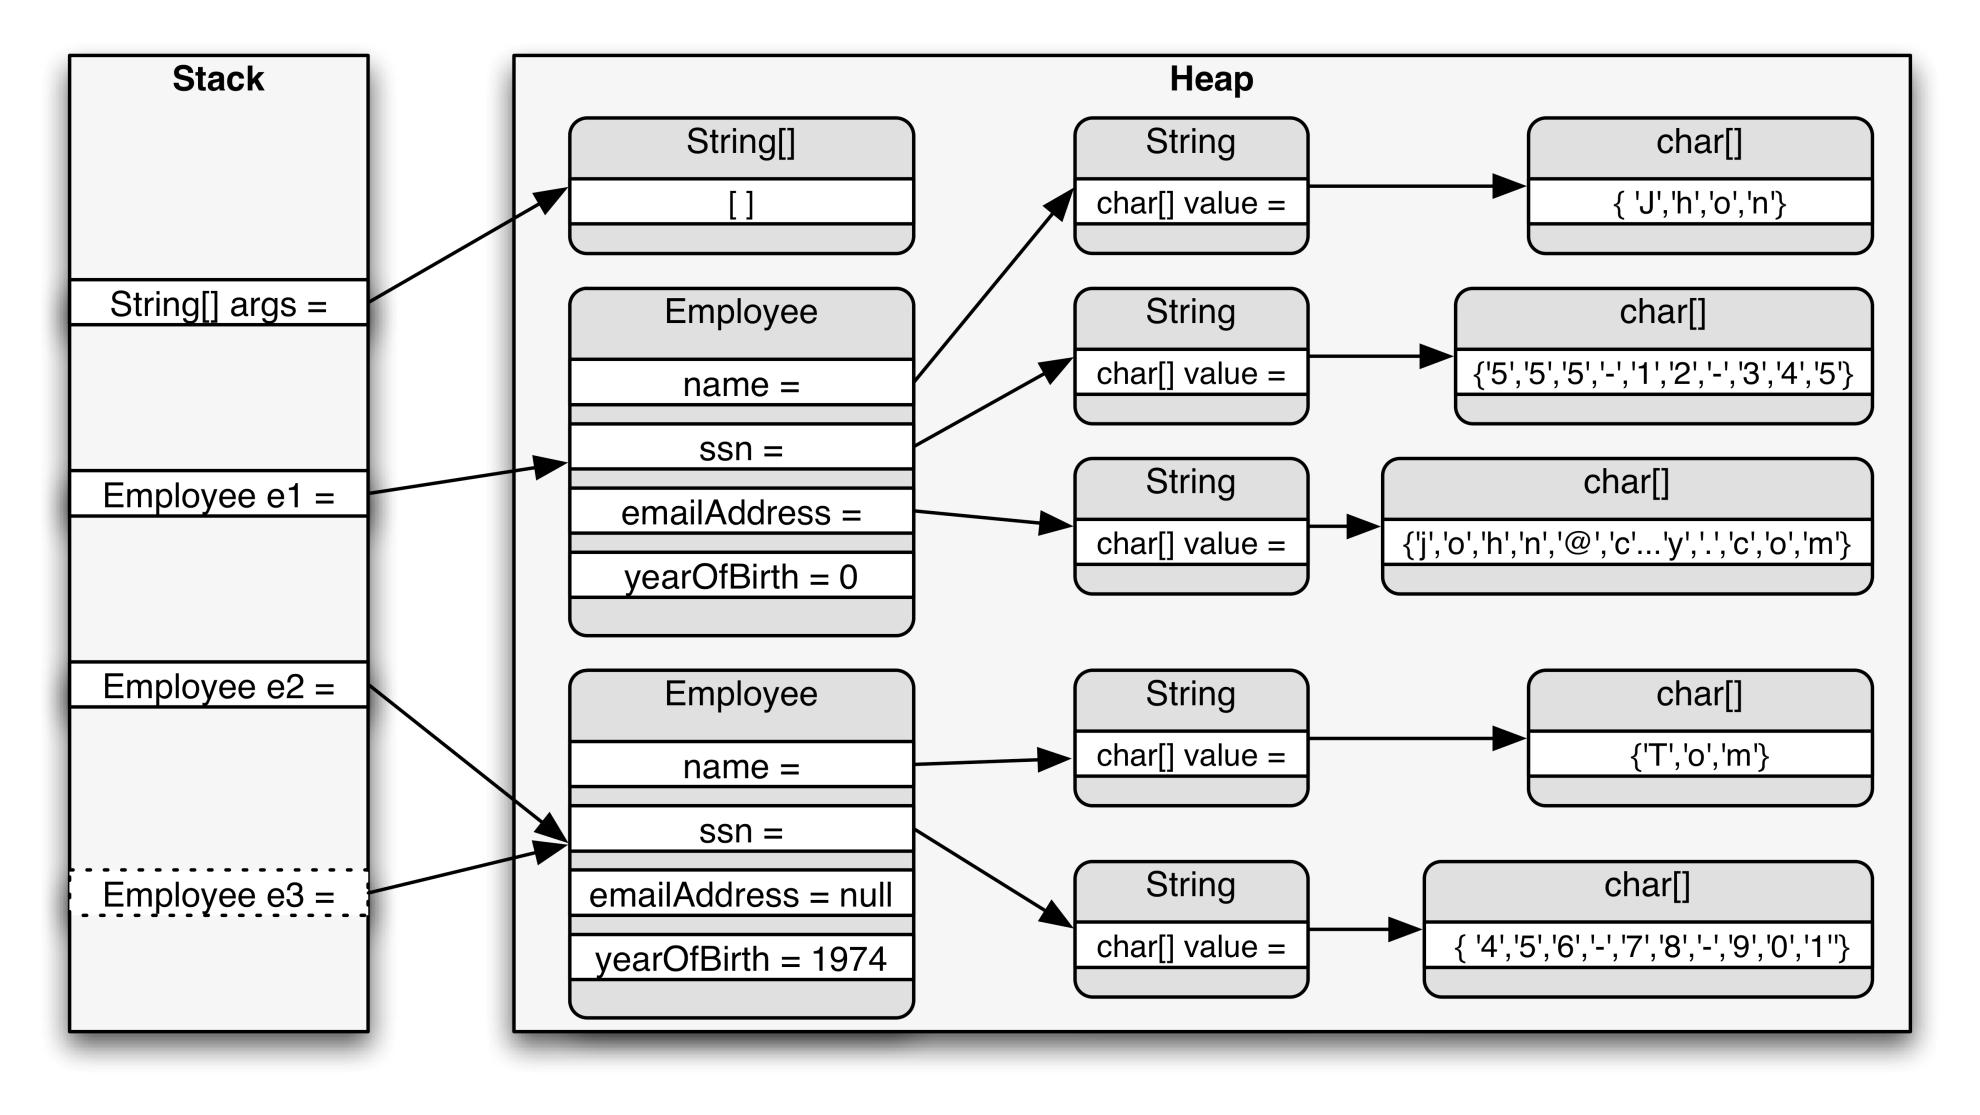 Stack
String[] args =
Employee e1 =
Employee e2 =
Employee e3 =
Heap
String[]
[ ]
String
char[] value =
char[]
{ 'J','h','o','n'}
Employee
name =
ssn =
emailAddress =
yearOfBirth = 0
String
char[] value =
char[]
{'5','5','5','-','1','2','-','3','4','5'}
String
char[] value =
char[]
{'j','o','h','n','@','c'...'y','.','c','o','m'}
Employee
name =
ssn =
emailAddress = null
yearOfBirth = 1974
String
char[] value =
char[]
{'T','o','m'}
String
char[] value =
char[]
{ '4','5','6','-','7','8','-','9','0','1"}